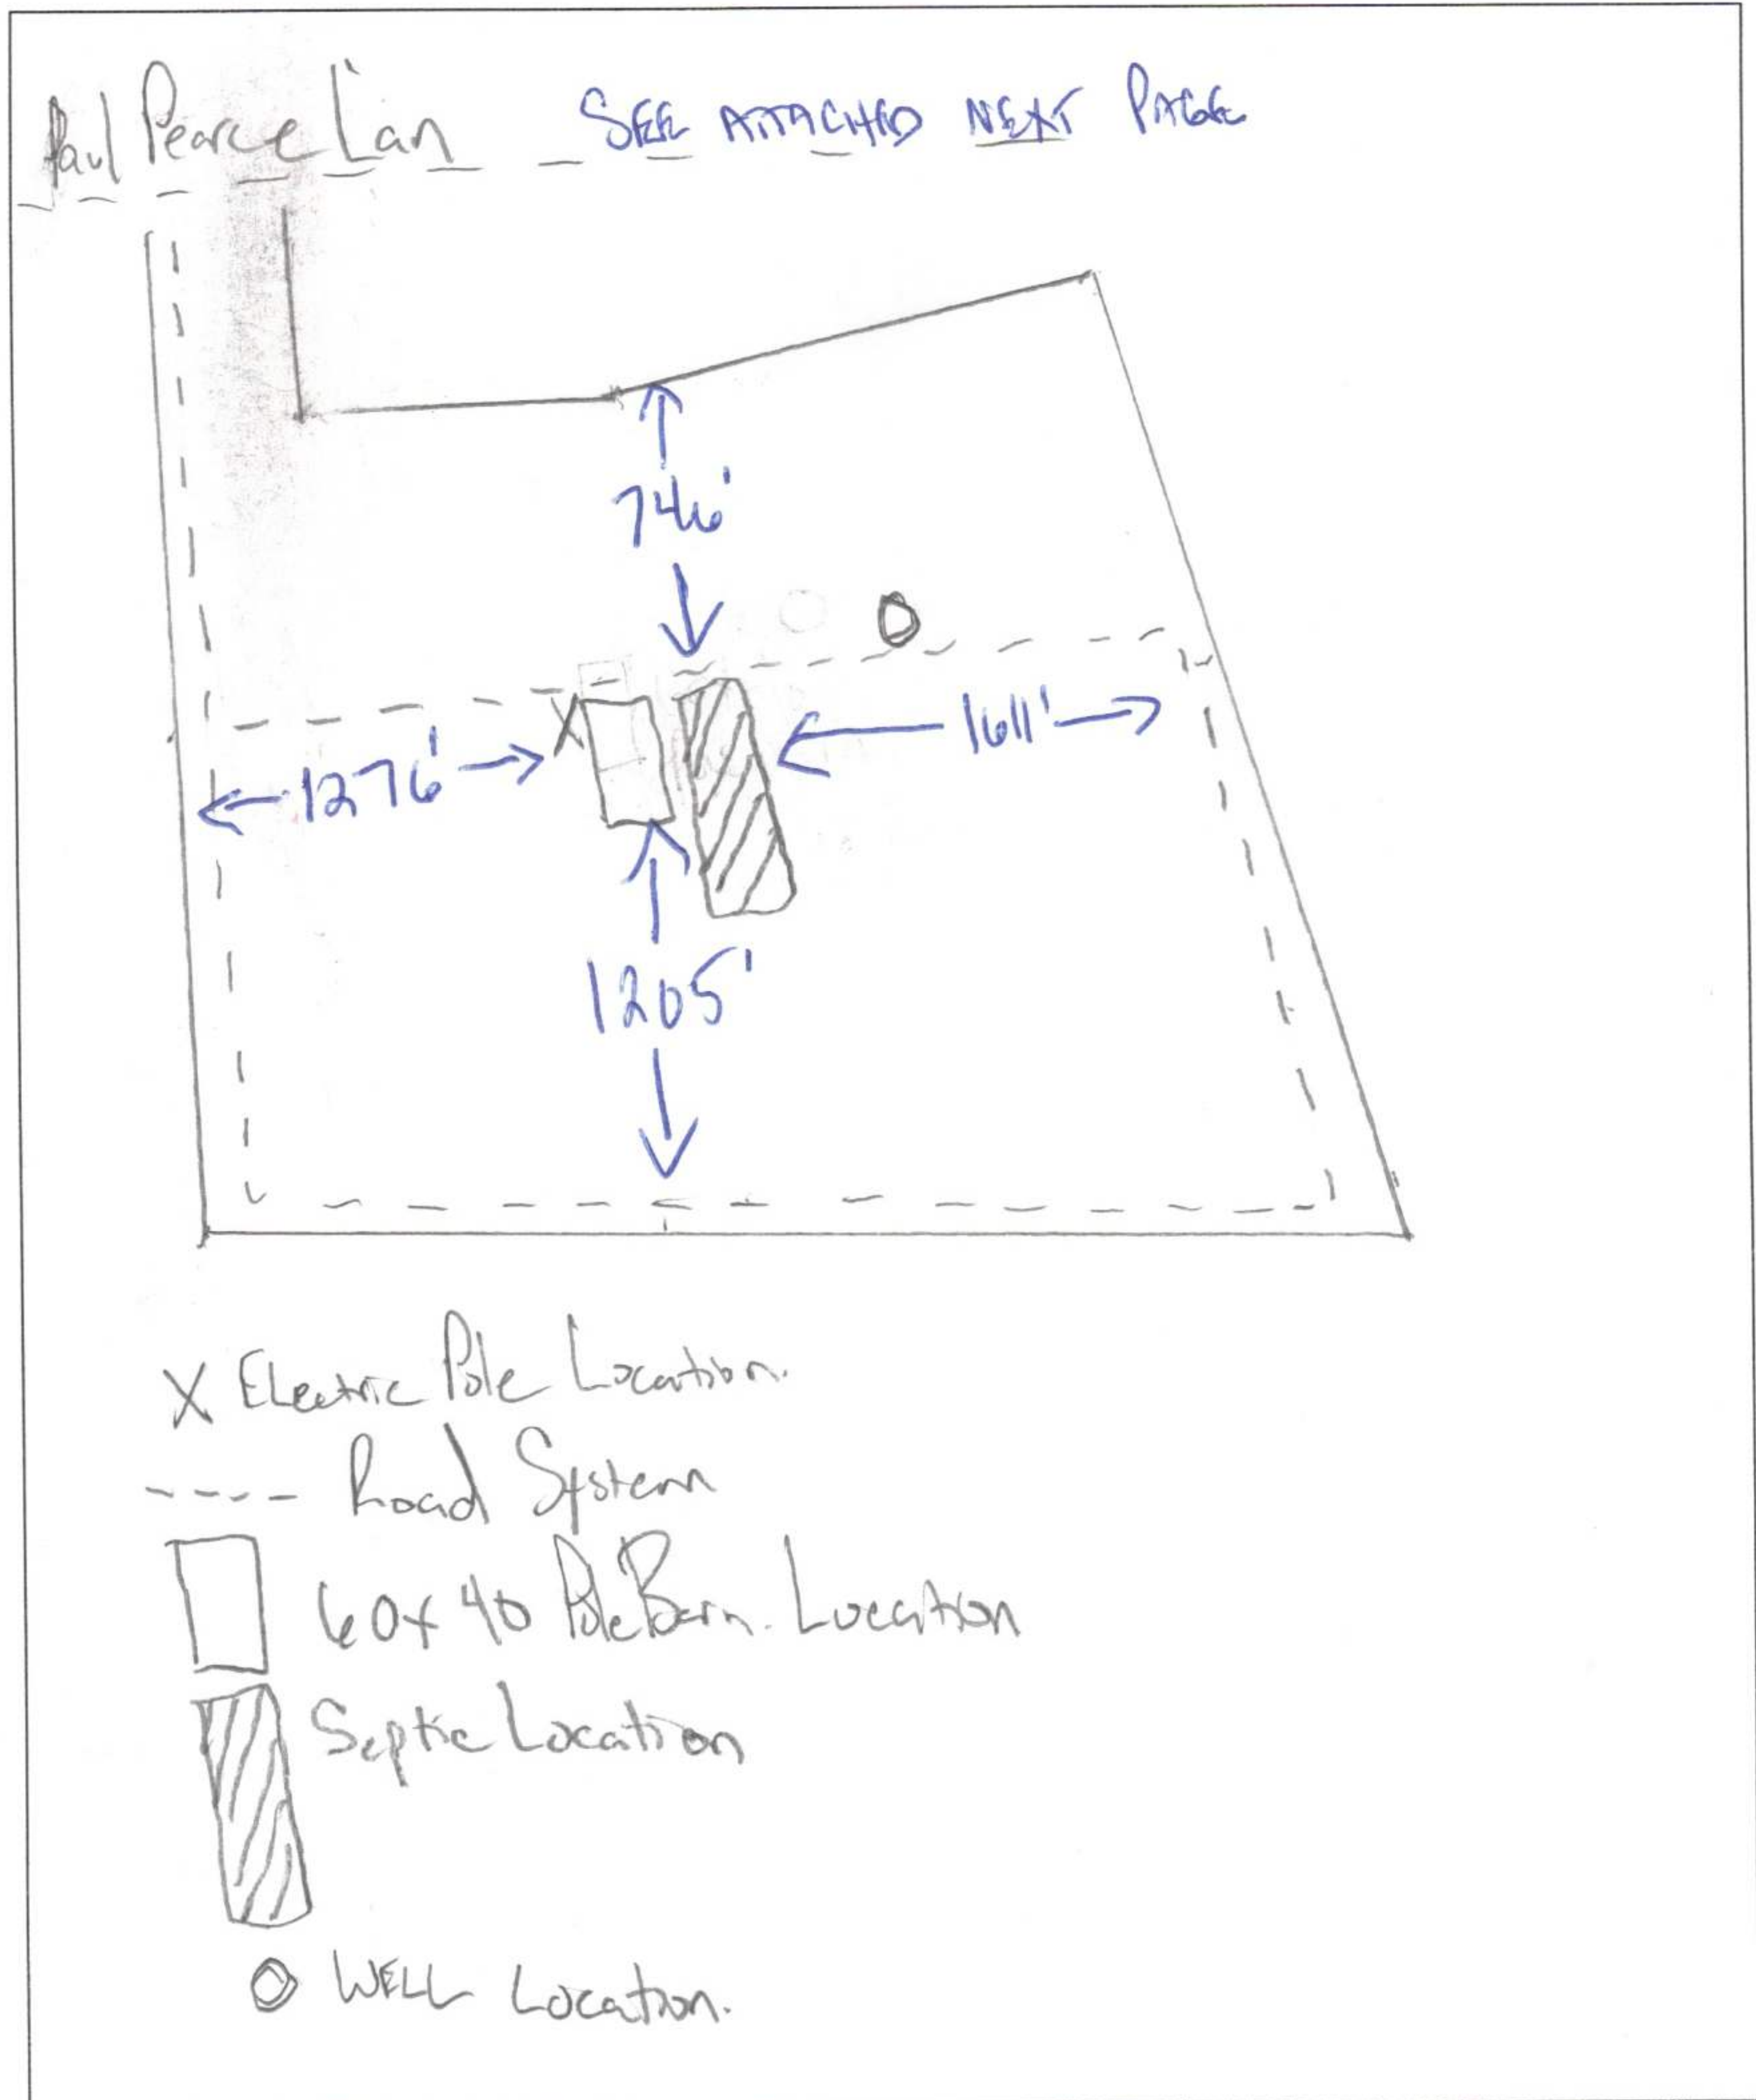 Paul Pearce Lan SEE ATTACHED NEXT PAGE
746'
1611'
1276'
1205'
X Electric Pole Location.
---- Road System
60x40 Pole Barn. Location
Septic Location
O WELL Location.